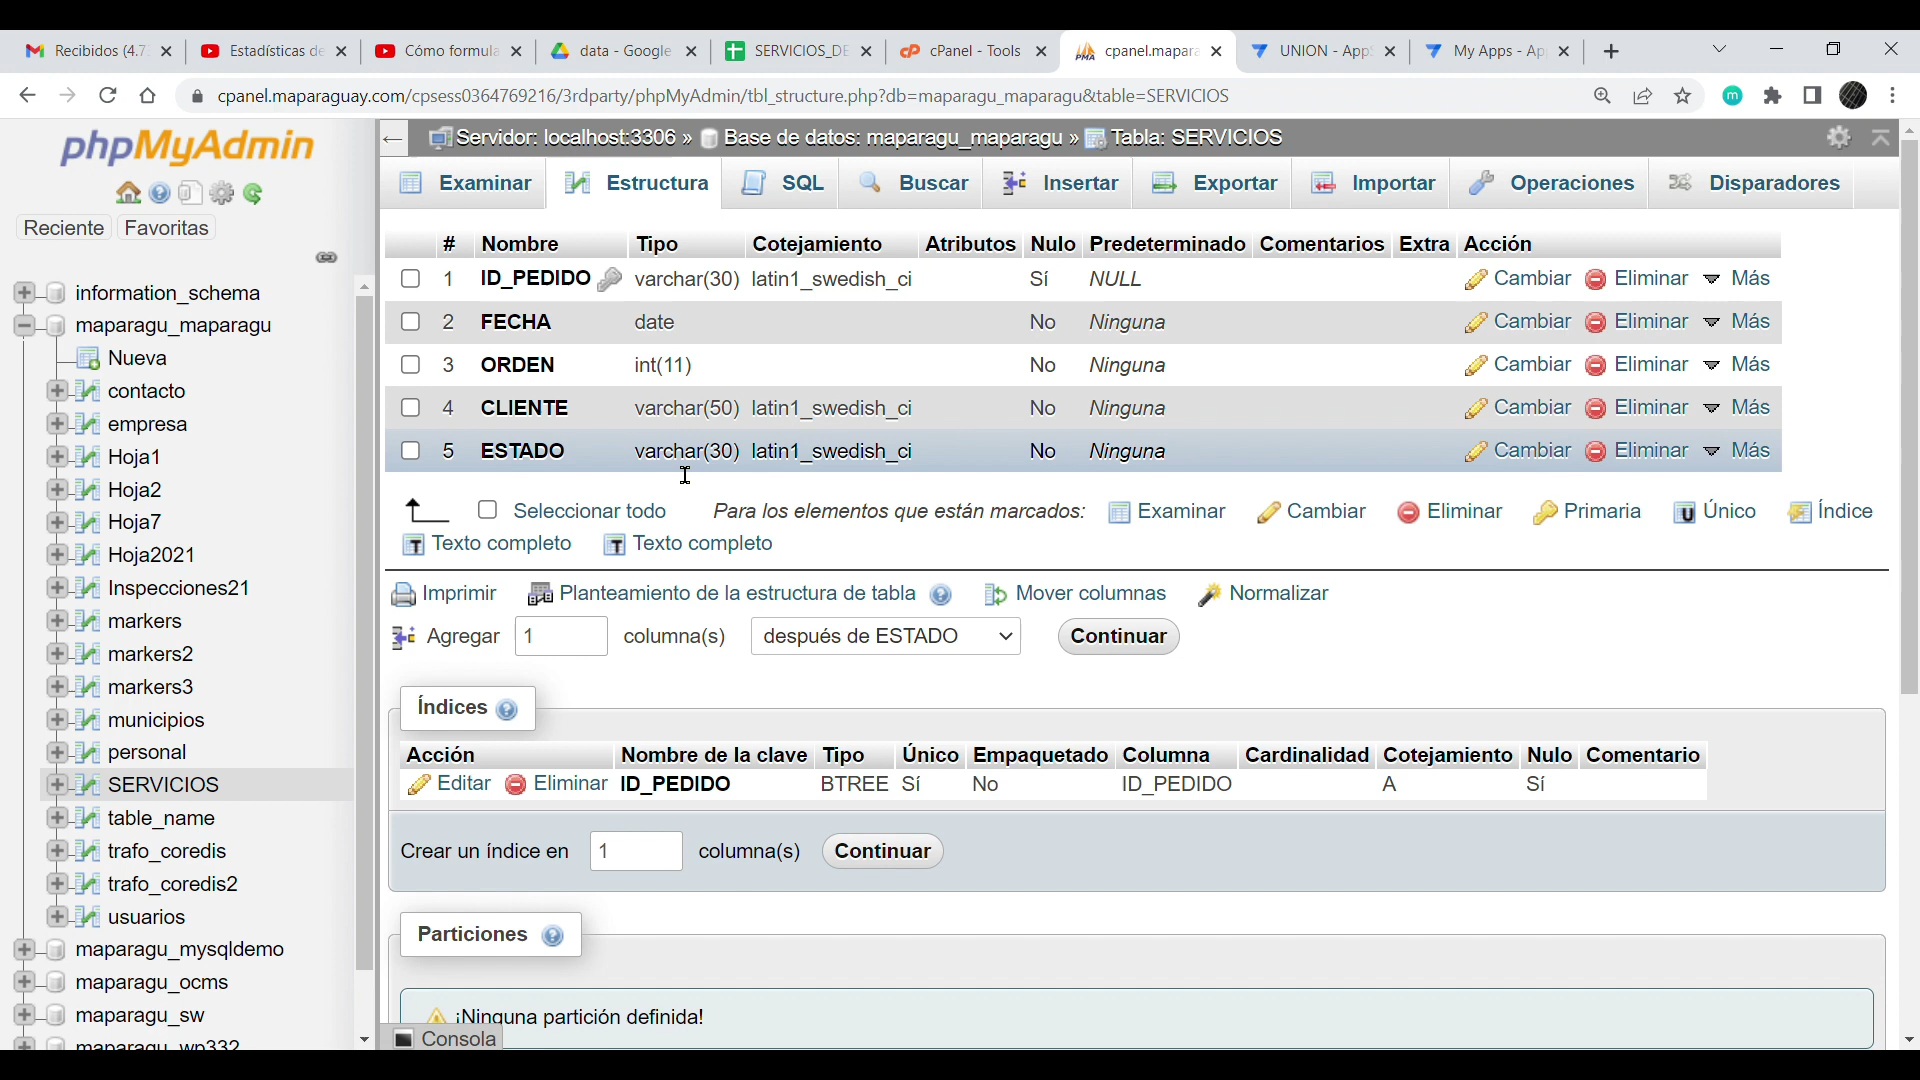 Recibidos (4.7
Estadísticas de
Cómo formula
data - Google
SERVICIOS_DE
cPanel - Tools
cpanel.mapara
UNION - App
My Apps - Ap
cpanel.maparaguay.com/cpsess0364769216/3rdparty/phpMyAdmin/tbl_structure.php?db=maparagu_maparagu&table=SERVICIOS
phpMyAdmin
Reciente Favoritas
information_schema
maparagu_maparagu
Nueva
contacto
empresa
Hoja1
Hoja2
Hoja7
Hoja2021
Inspecciones21
markers
markers2
markers3
municipios
personal
SERVICIOS
table_name
trafo_coredis
trafo_coredis2
usuarios
maparagu_mysqldemo
maparagu_ocms
maparagu_sw
maparagu_wp332
Servidor: localhost:3306 » Base de datos: maparagu_maparagu » Tabla: SERVICIOS
Examinar Estructura SQL Buscar Insertar Exportar Importar Operaciones Disparadores
# Nombre Tipo Cotejamiento Atributos Nulo Predeterminado Comentarios Extra Acción
1 ID_PEDIDO varchar(30) latin1_swedish_ci Sí NULL Cambiar Eliminar Más
2 FECHA date No Ninguna Cambiar Eliminar Más
3 ORDEN int(11) No Ninguna Cambiar Eliminar Más
4 CLIENTE varchar(50) latin1_swedish_ci No Ninguna Cambiar Eliminar Más
5 ESTADO varchar(30) latin1_swedish_ci No Ninguna Cambiar Eliminar Más
Seleccionar todo Para los elementos que están marcados: Examinar Cambiar Eliminar Primaria Único Índice
Texto completo Texto completo
Imprimir Planteamiento de la estructura de tabla Mover columnas Normalizar
Agregar 1 columna(s) después de ESTADO Continuar
Índices
Acción Nombre de la clave Tipo Único Empaquetado Columna Cardinalidad Cotejamiento Nulo Comentario
Editar Eliminar ID_PEDIDO BTREE Sí No ID_PEDIDO A Sí
Crear un índice en 1 columna(s) Continuar
Particiones
¡Ninguna partición definida!
Consola